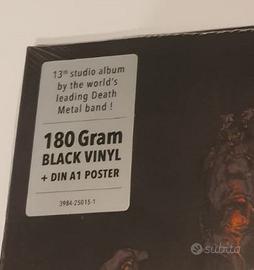 13th studio album
by the world's
leading Death
Metal band !
180 Gram
BLACK VINYL
+ DIN A1 POSTER
3984-25015-1
subito